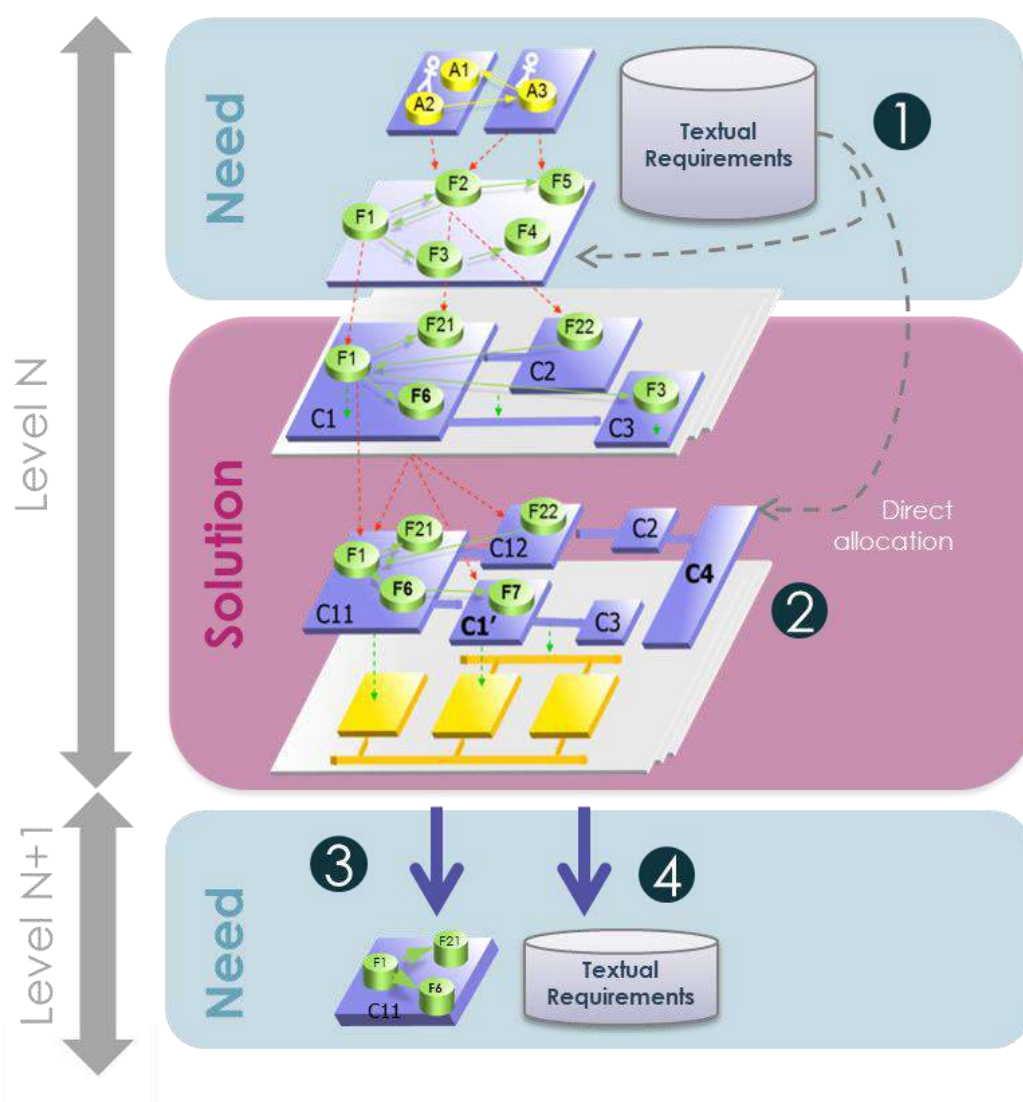 Level N
Need
A1
A2
A3
Textual
Requirements
1
F2
F5
F1
F4
F3
Solution
F21
F22
F1
C2
F6
F3
C1
C3
F22
F21
C2
F1
C12
C4
Direct
allocation
F6
F7
C11
C1'
C3
2
Level N+1
Need
3
4
F21
F1
F6
C11
Textual
Requirements